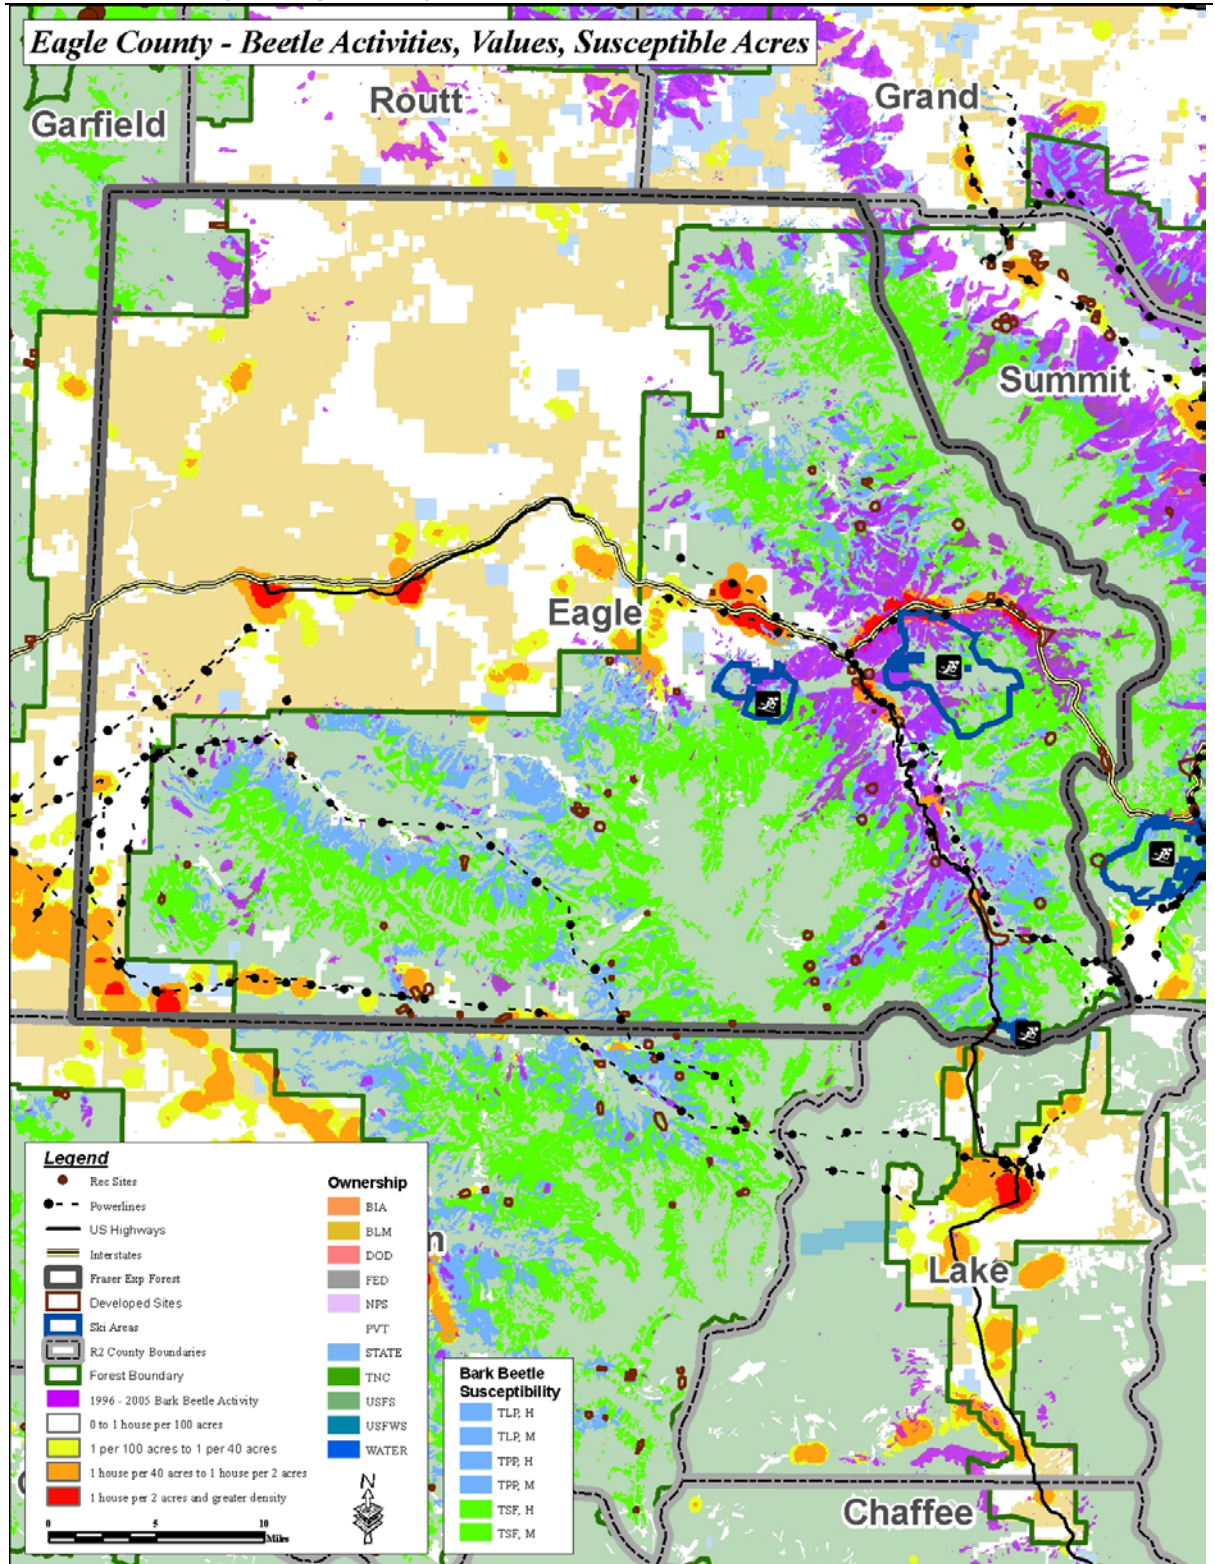 Eagle County - Beetle Activities, Values, Susceptible Acres
Routt
Grand
Garfield
Summit
Eagle
Legend
Rec Sites
Powerlines
US Highways
Interstates
Fraser Exp Forest
Developed Sites
Ski Areas
R2 County Boundaries
Forest Boundary
1996 - 2005 Bark Beetle Activity
0 to 1 house per 100 acres
1 per 100 acres to 1 per 40 acres
1 house per 40 acres to 1 house per 2 acres
1 house per 2 acres and greater density
0 5 10
Miles
Ownership
BIA
BLM
DOD
FED
NPS
PVT
STATE
TNC
USFS
USFWS
WATER
N
n
Lake
Bark Beetle
Susceptibility
TLP, H
TLP, M
TPP, H
TPP, M
TSF, H
TSF, M
Chaffee